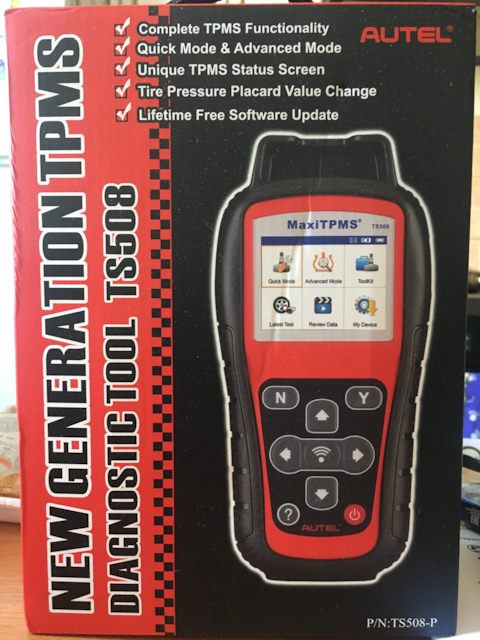 Complete TPMS Functionality
Quick Mode & Advanced Mode
Unique TPMS Status Screen
Tire Pressure Placard Value Change
Lifetime Free Software Update
AUTEL®
NEW GENERATION TPMS
DIAGNOSTIC TOOL TS508
MaxiTPMS® TS508
Quick Mode Advanced Mode ToolKit
Latest Test Review Data My Device
N Y
?
AUTEL
P/N:TS508-P